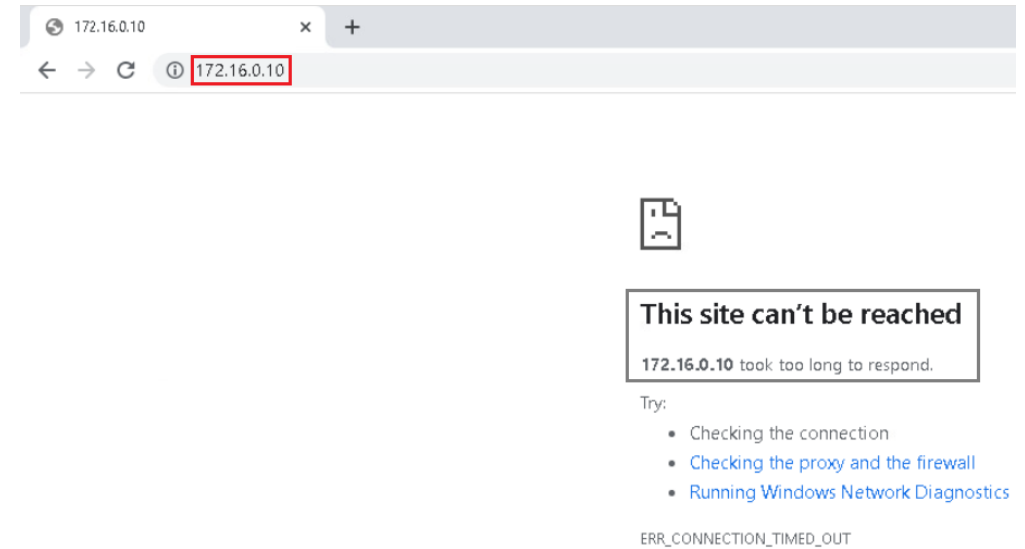 172.16.0.10
172.16.0.10
This site can't be reached
172.16.0.10 took too long to respond.
Try:
• Checking the connection
• Checking the proxy and the firewall
• Running Windows Network Diagnostics
ERR_CONNECTION_TIMED_OUT